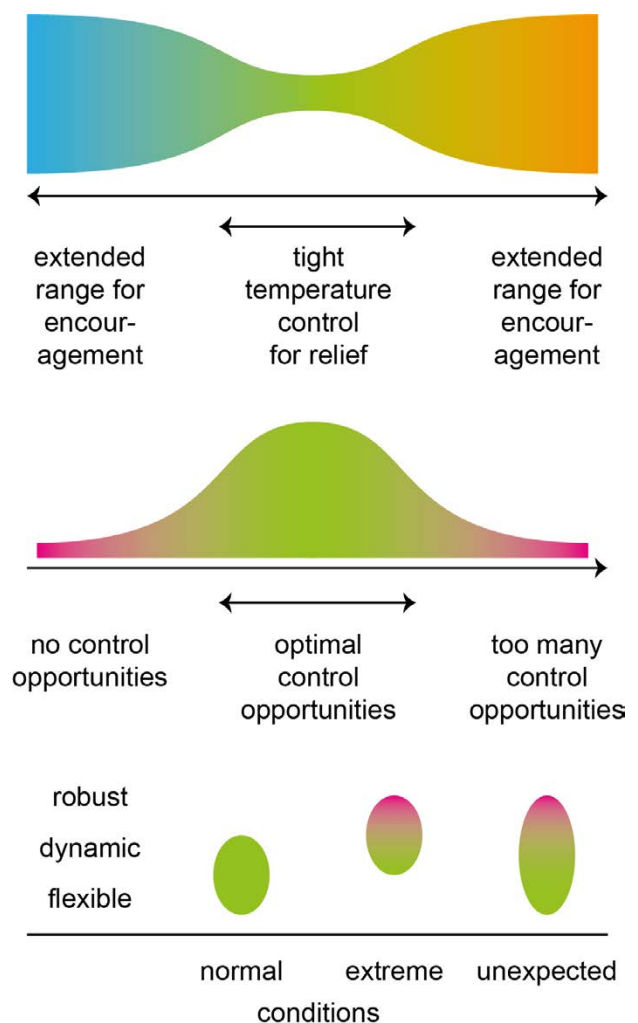 extended
range for
encour-
agement
tight
temperature
control
for relief
extended
range for
encour-
agement
no control
opportunities
optimal
control
opportunities
too many
control
opportunities
robust
dynamic
flexible
normal
extreme
unexpected
conditions